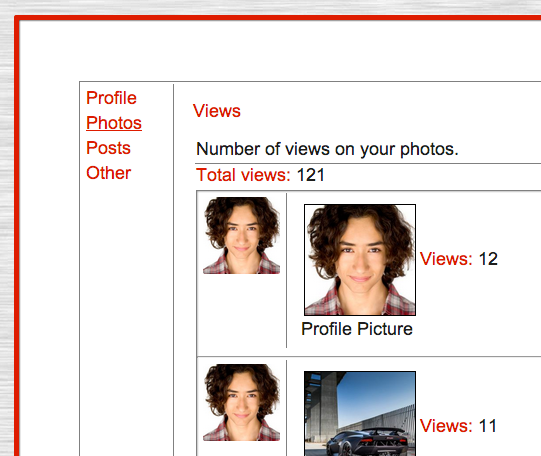 Profile
Photos
Posts
Other
Views
Number of views on your photos.
Total views: 121
Views: 12
Profile Picture
Views: 11